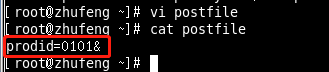 [root@zhufeng ~]# vi postfile
[root@zhufeng ~]# cat postfile
prodid=0101&
[root@zhufeng ~]#